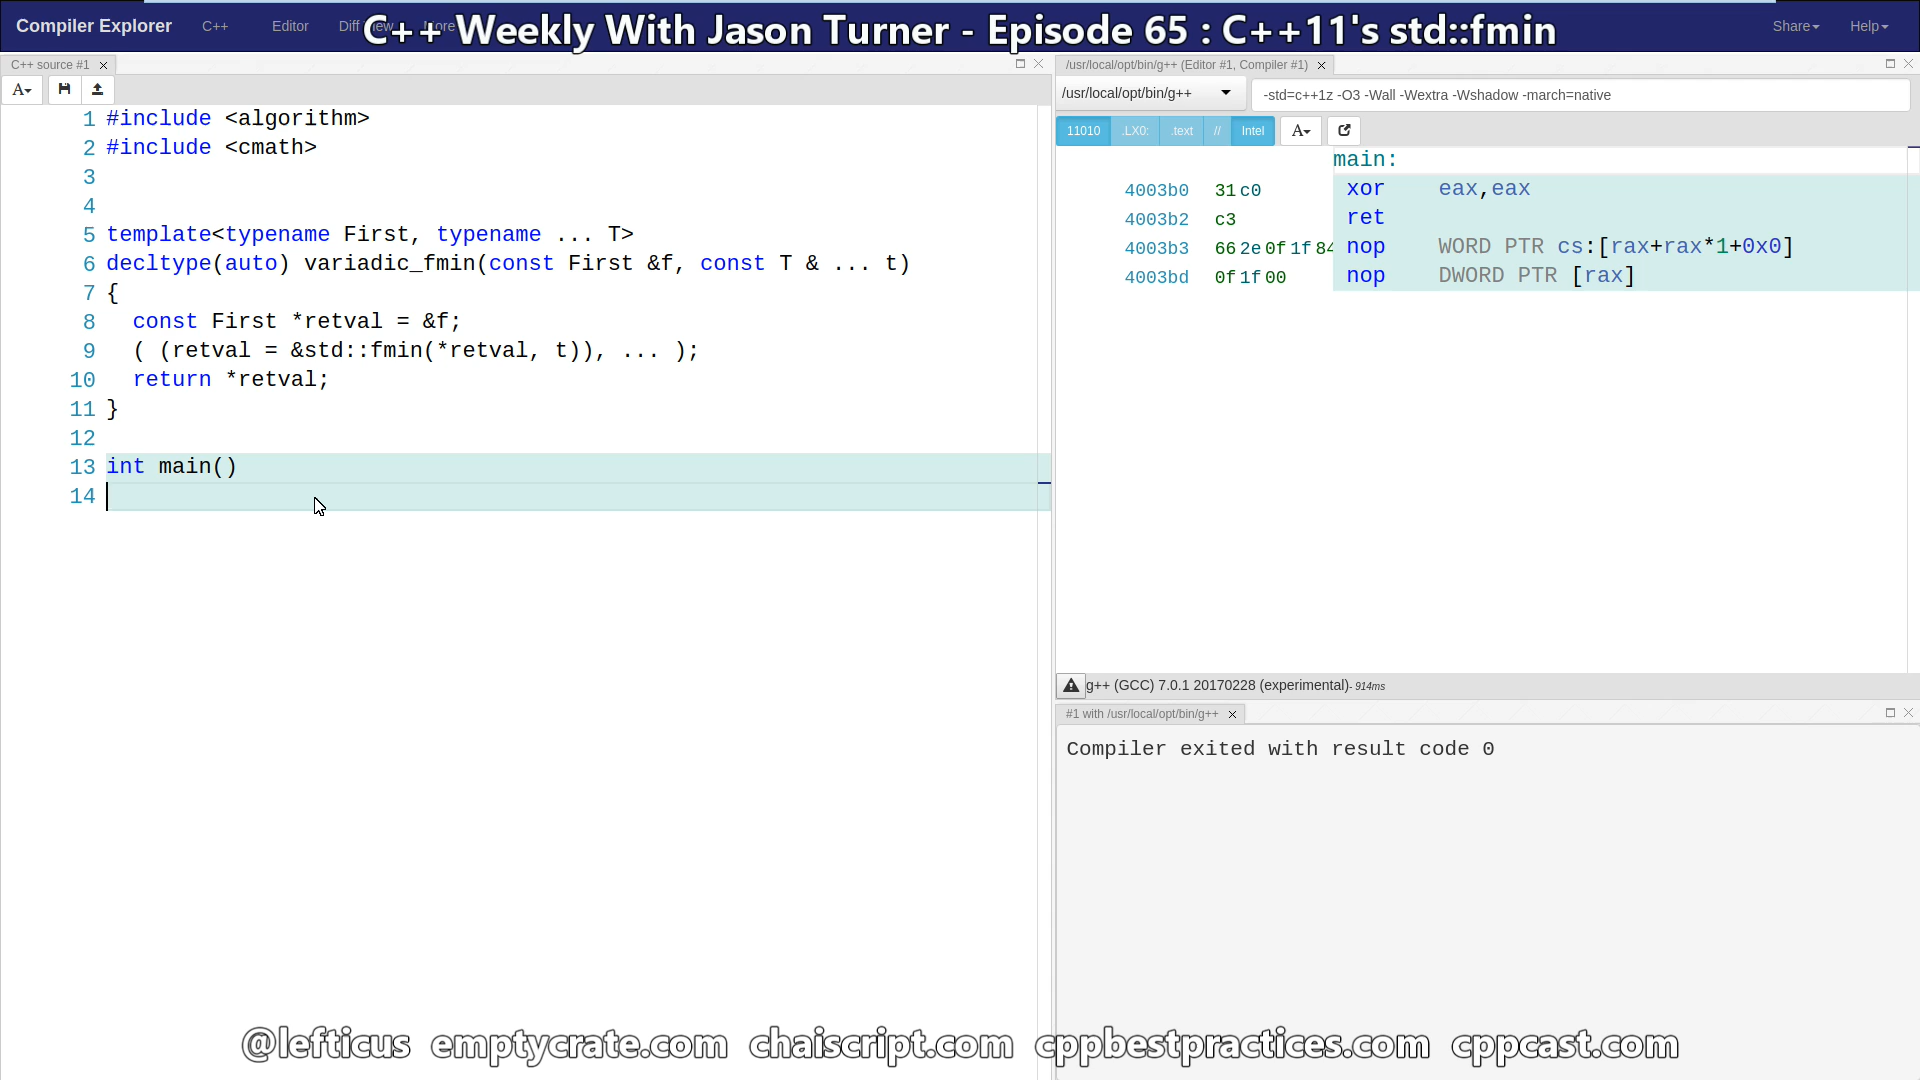 Compiler Explorer C++ Editor Diff View More Share Help
C++ Weekly With Jason Turner - Episode 65 : C++11's std::fmin
C++ source #1
A
1 #include <algorithm>
2 #include <cmath>
3
4
5 template<typename First, typename ... T>
6 decltype(auto) variadic_fmin(const First &f, const T & ... t)
7 {
8   const First *retval = &f;
9   ( (retval = &std::fmin(*retval, t)), ... );
10   return *retval;
11 }
12
13 int main()
14
/usr/local/opt/bin/g++ (Editor #1, Compiler #1)
/usr/local/opt/bin/g++ -std=c++1z -O3 -Wall -Wextra -Wshadow -march=native
11010 .LX0: .text // Intel A
main:
4003b0 31 c0 xor eax,eax
4003b2 c3 ret
4003b3 66 2e 0f 1f 84 nop WORD PTR cs:[rax+rax*1+0x0]
4003bd 0f 1f 00 nop DWORD PTR [rax]
g++ (GCC) 7.0.1 20170228 (experimental)- 914ms
#1 with /usr/local/opt/bin/g++
Compiler exited with result code 0
@lefticus emptycrate.com chaiscript.com cppbestpractices.com cppcast.com